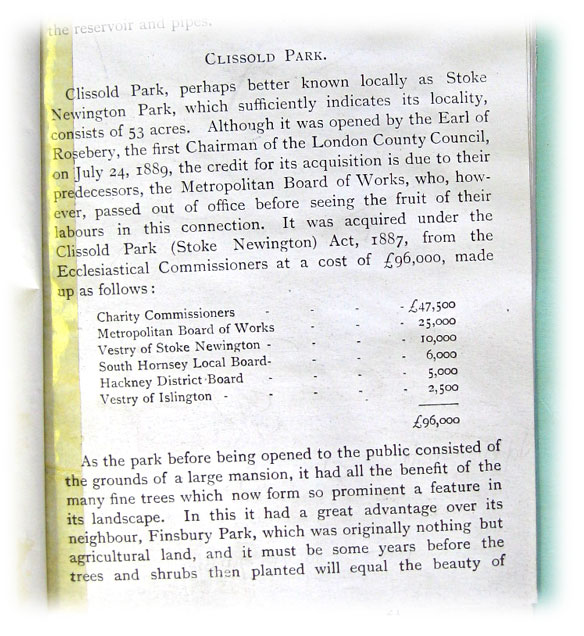 the reservoir and pipes.
CLISSOLD PARK.
Clissold Park, perhaps better known locally as Stoke
Newington Park, which sufficiently indicates its locality,
consists of 53 acres. Although it was opened by the Earl of
Rosebery, the first Chairman of the London County Council,
on July 24, 1889, the credit for its acquisition is due to their
predecessors, the Metropolitan Board of Works, who, how-
ever, passed out of office before seeing the fruit of their
labours in this connection. It was acquired under the
Clissold Park (Stoke Newington) Act, 1887, from the
Ecclesiastical Commissioners at a cost of £96,000, made
up as follows:
Charity Commissioners - - - - £47,500
Metropolitan Board of Works - - - 25,000
Vestry of Stoke Newington - - - - 10,000
South Hornsey Local Board- - - - 6,000
Hackney District Board - - - - 5,000
Vestry of Islington - - - - 2,500
£96,000
As the park before being opened to the public consisted of
the grounds of a large mansion, it had all the benefit of the
many fine trees which now form so prominent a feature in
its landscape. In this it had a great advantage over its
neighbour, Finsbury Park, which was originally nothing but
agricultural land, and it must be some years before the
trees and shrubs then planted will equal the beauty of